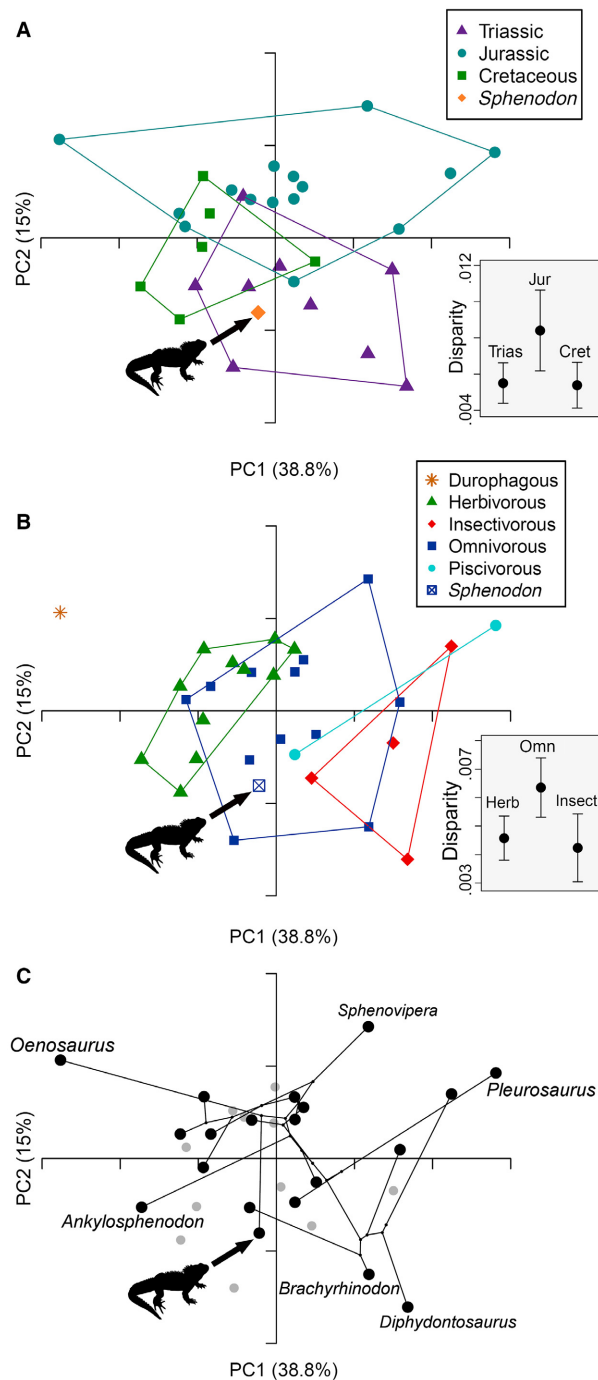 A
Triassic
Jurassic
Cretaceous
Sphenodon
PC2 (15%)
PC1 (38.8%)
Disparity
.012
.004
Jur
Trias
Cret
B
Durophagous
Herbivorous
Insectivorous
Omnivorous
Piscivorous
Sphenodon
PC2 (15%)
PC1 (38.8%)
Disparity
.007
.003
Omn
Herb
Insect
C
Sphenovipera
Oenosaurus
Pleurosaurus
PC2 (15%)
Ankylosphenodon
Brachyrhinodon
Diphydontosaurus
PC1 (38.8%)